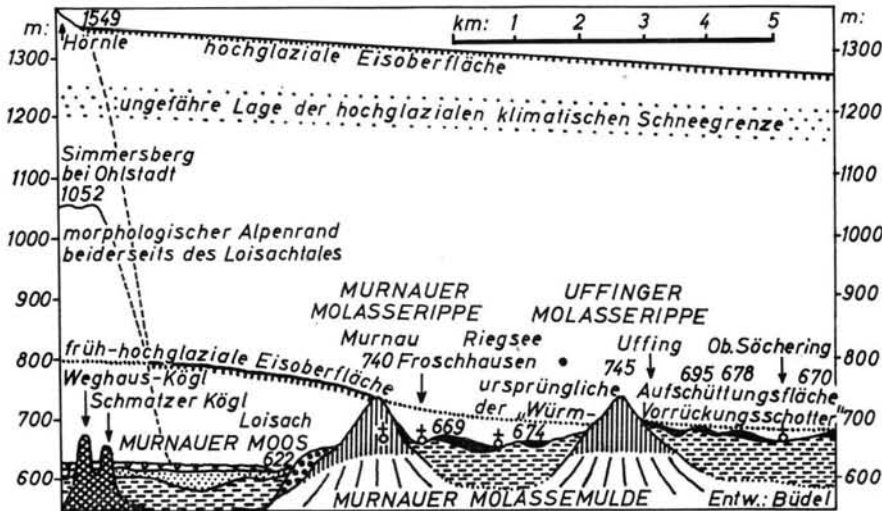 m:
1549
km: 1 2 3 4 5
m:
Hörnle
hochglaziale Eisoberfläche
1300
1300
ungefähre Lage der hochglazialen klimatischen Schneegrenze
1200
1200
Simmersberg
bei Ohlstadt
1100
1100
1052
morphologischer Alpenrand
beiderseits des Loisachtales
1000
1000
900
900
MURNAUER
MOLASSERIPPE
UFFINGER
MOLASSERIPPE
Murnau
740
Riegsee
Froschhausen
745
Uffing
Ob. Söchering
695 678 670
800
800
früh-hochglaziale Eisoberfläche
ursprüngliche Aufschüttungsfläche
der „Würm-Vorrückungsschotter"
Weghaus-Kögl
Schmatzer Kögl
700
700
Loisach
MURNAUER MOOS
622
669
674
600
600
MURNAUER MOLASSEMULDE
Entw.: Büdel